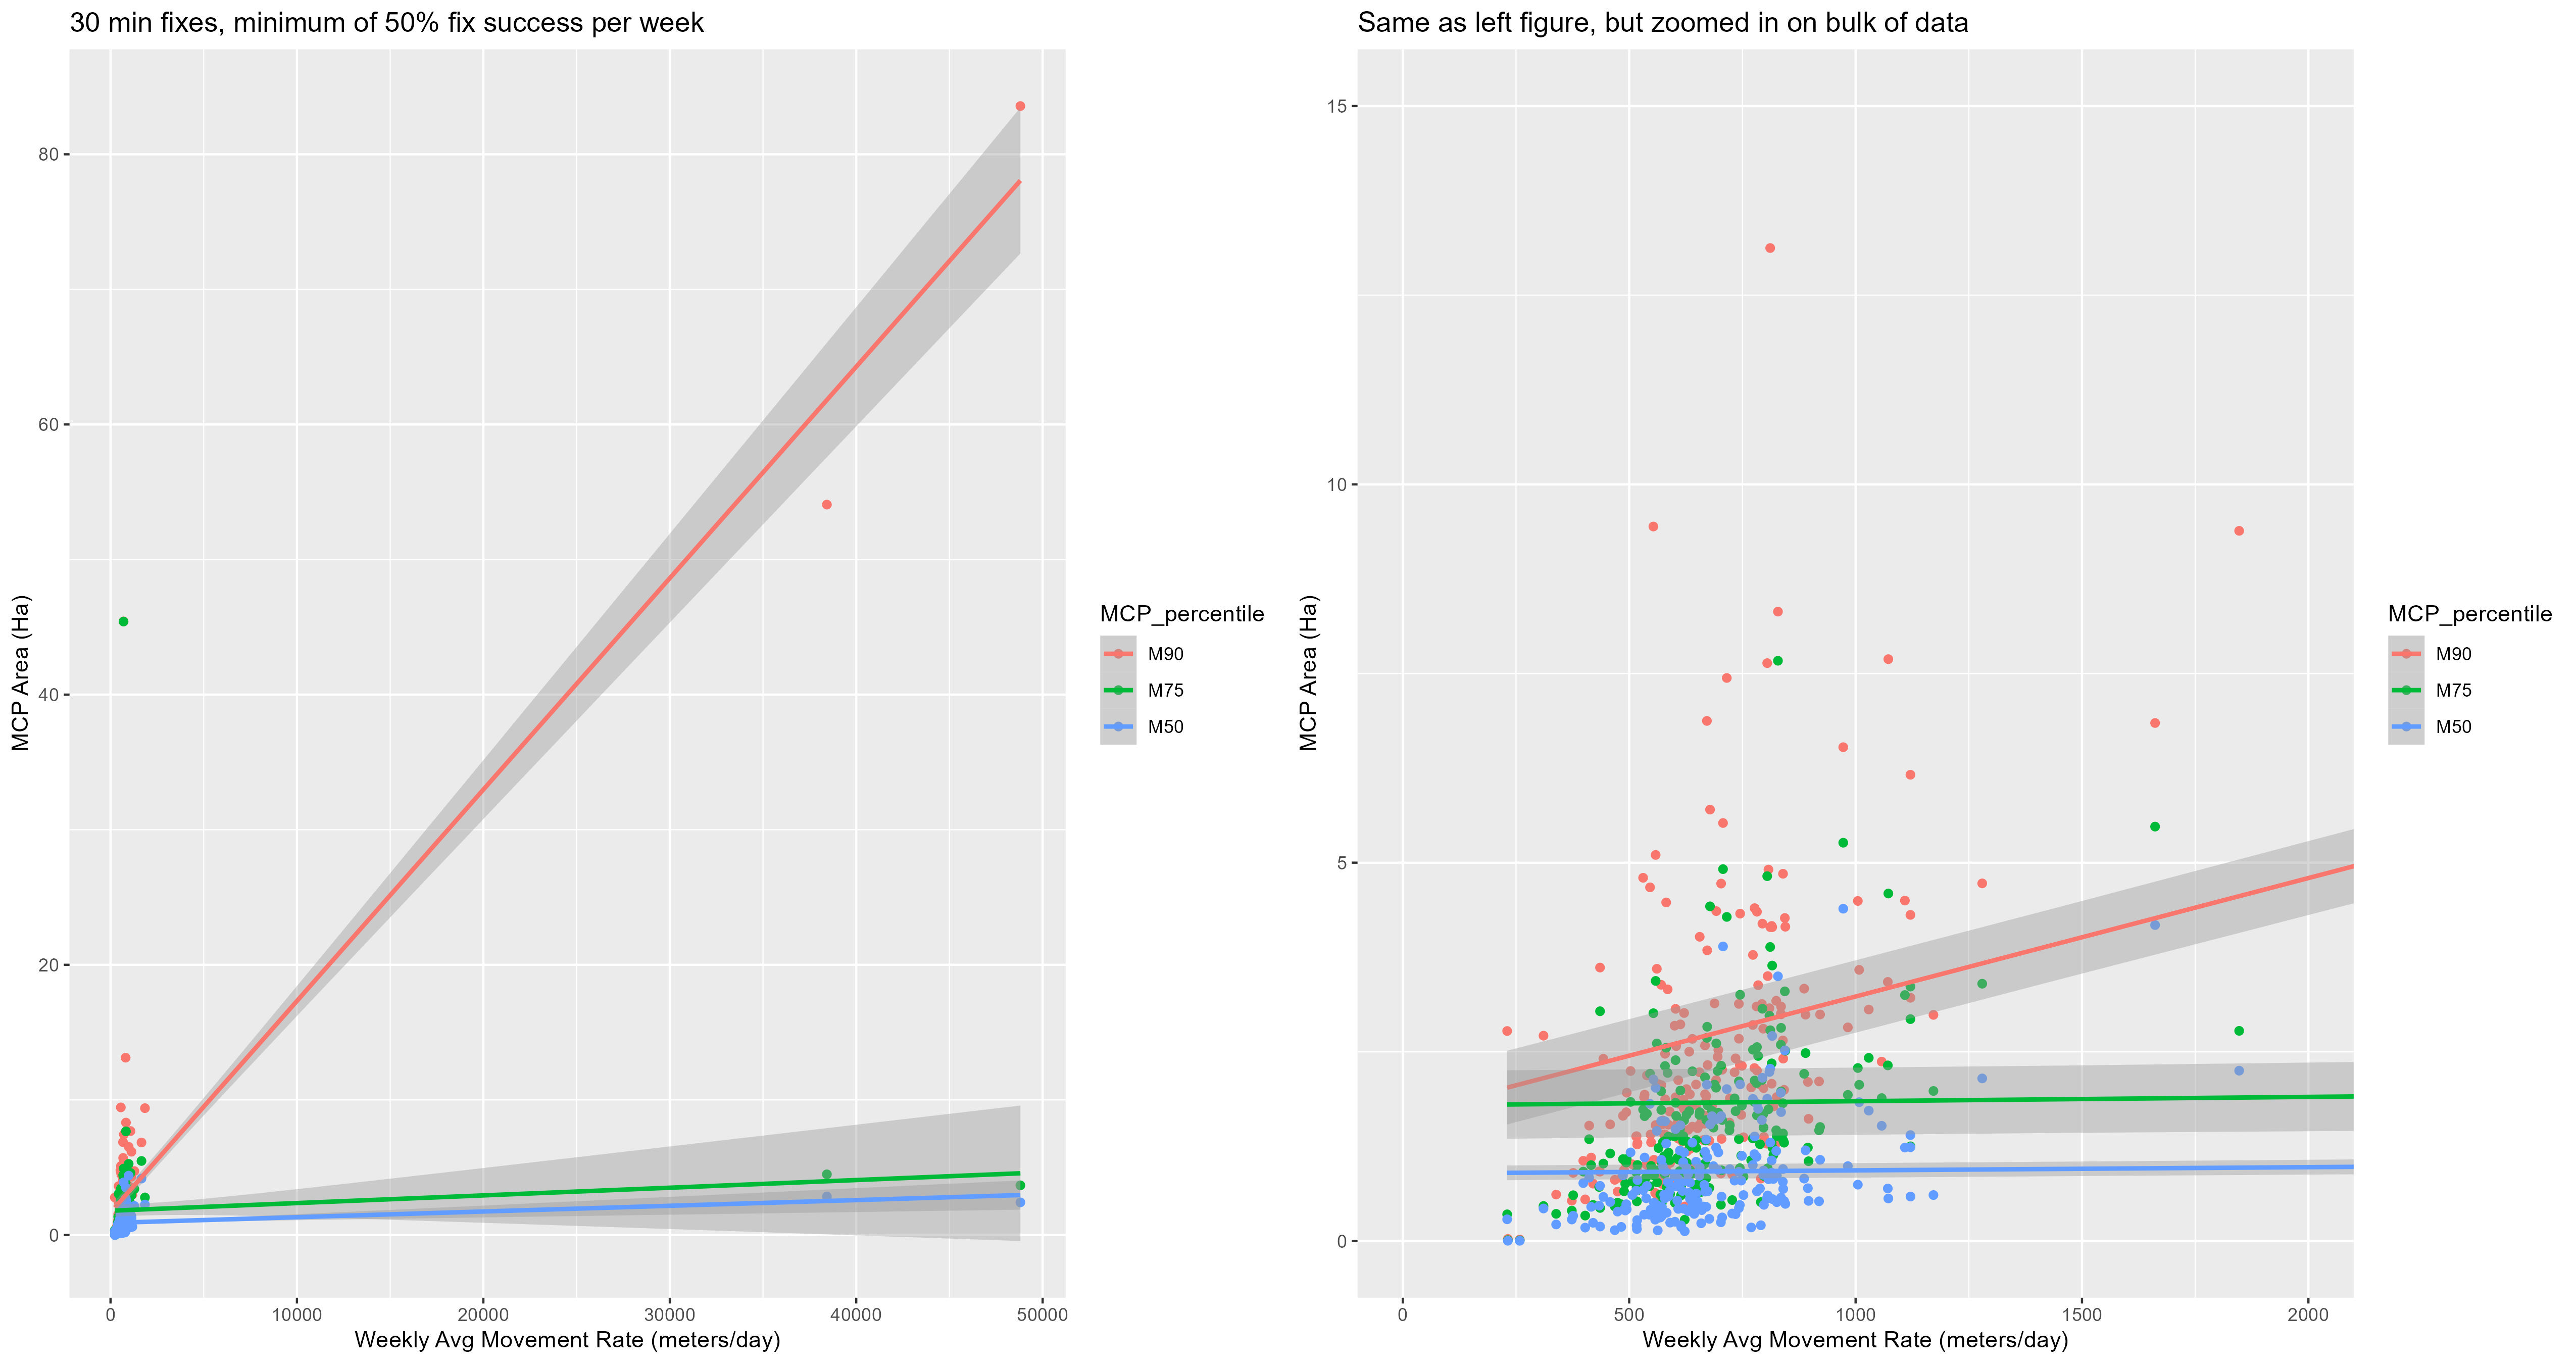 30 min fixes, minimum of 50% fix success per week
80
60
40
20
0
0 10000 20000 30000 40000 50000
Weekly Avg Movement Rate (meters/day)
MCP Area (Ha)
MCP_percentile
M90
M75
M50
Same as left figure, but zoomed in on bulk of data
15
10
5
0
0 500 1000 1500 2000
Weekly Avg Movement Rate (meters/day)
MCP Area (Ha)
MCP_percentile
M90
M75
M50